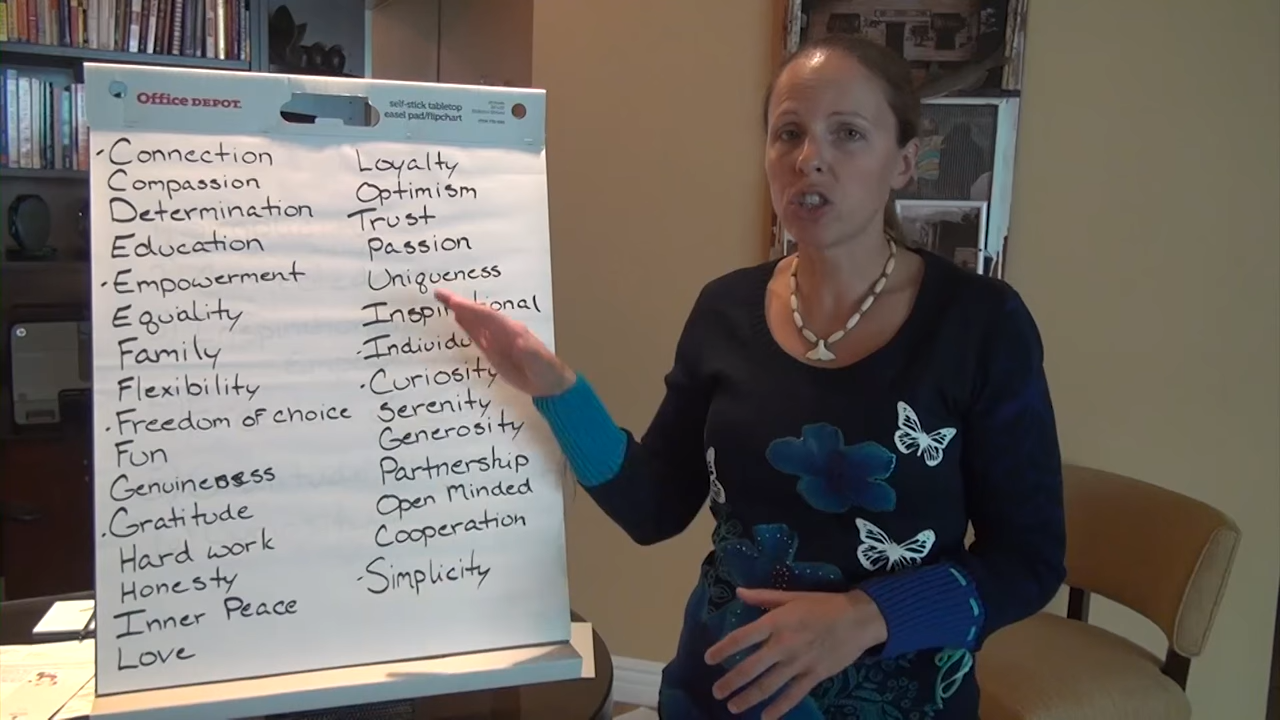 Office DEPOT.
self-stick tabletop
easel pad/flipchart
Connection
Compassion
Determination
Education
Empowerment
Equality
Family
Flexibility
Freedom of choice
Fun
Genuineness
Gratitude
Hard work
Honesty
Inner Peace
Love
Loyalty
Optimism
Trust
Passion
Uniqueness
Curiosity
Serenity
Generosity
Partnership
Open Minded
Cooperation
Simplicity